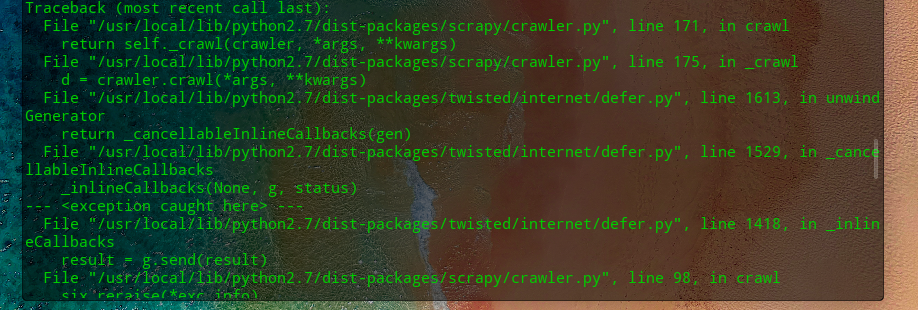 Traceback (most recent call last):
  File "/usr/local/lib/python2.7/dist-packages/scrapy/crawler.py", line 171, in crawl
    return self._crawl(crawler, *args, **kwargs)
  File "/usr/local/lib/python2.7/dist-packages/scrapy/crawler.py", line 175, in _crawl
    d = crawler.crawl(*args, **kwargs)
  File "/usr/local/lib/python2.7/dist-packages/twisted/internet/defer.py", line 1613, in unwind
Generator
    return _cancellableInlineCallbacks(gen)
  File "/usr/local/lib/python2.7/dist-packages/twisted/internet/defer.py", line 1529, in _cance
llableInlineCallbacks
    _inlineCallbacks(None, g, status)
--- <exception caught here> ---
  File "/usr/local/lib/python2.7/dist-packages/twisted/internet/defer.py", line 1418, in _inlin
eCallbacks
    result = g.send(result)
  File "/usr/local/lib/python2.7/dist-packages/scrapy/crawler.py", line 98, in crawl
    six.reraise(*exc_info)